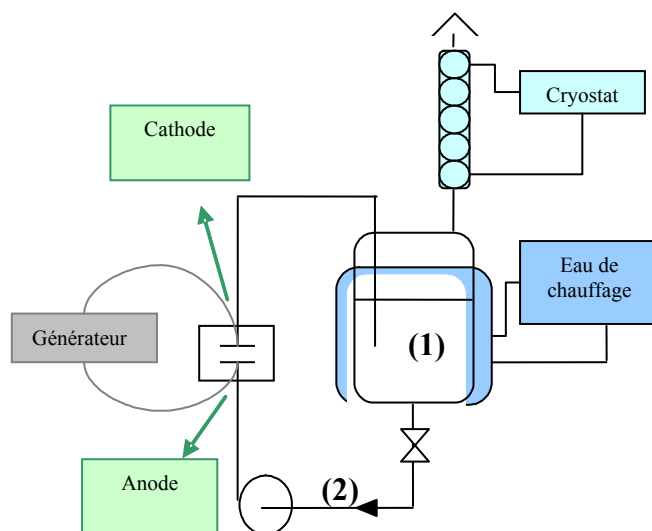 Cryostat
Cathode
Eau de
chauffage
Générateur
(1)
Anode
(2)